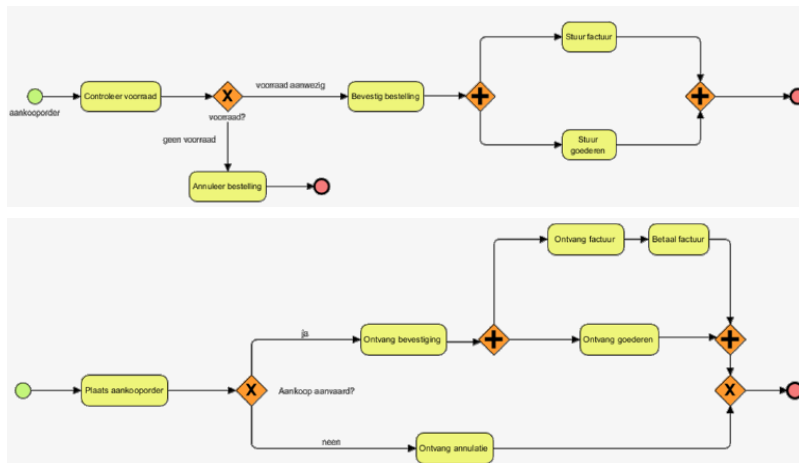 Stuur factuur
Controleer voorraad
voorraad aanwezig
Bevestig bestelling
aankooporder
voorraad?
geen voorraad
Stuur
goederen
Annuleer bestelling
Ontvang factuur
Betaal factuur
ja
Ontvang bevestiging
Ontvang goederen
Plaats aankooporder
Aankoop aanvaard?
neen
Ontvang annulatie